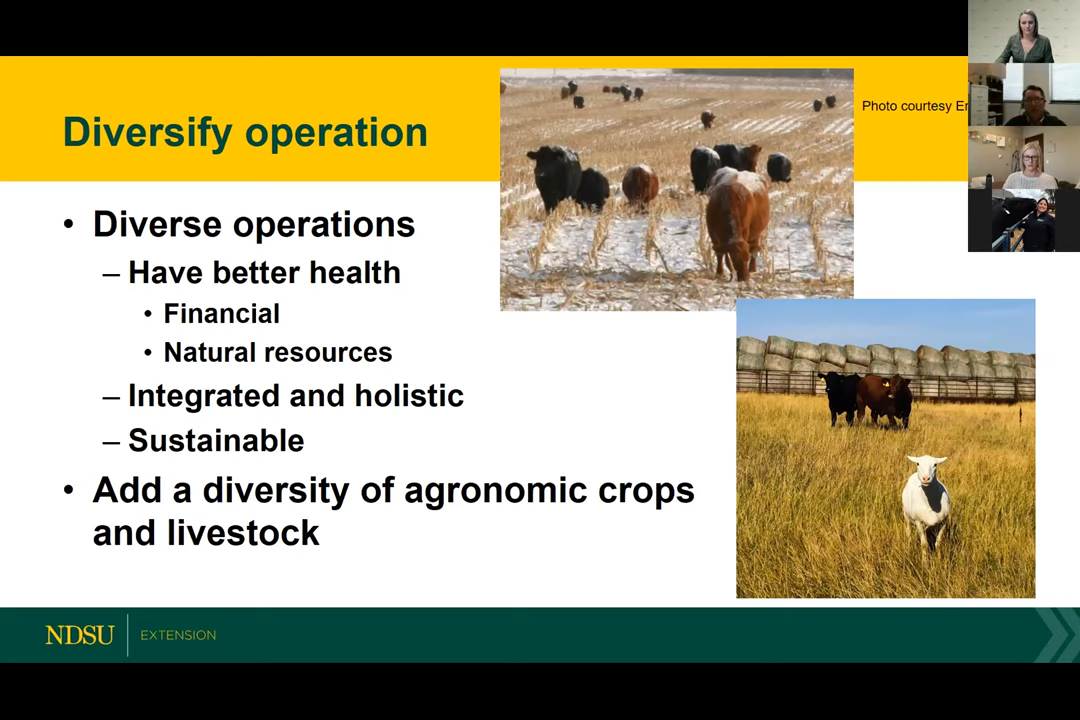 Diversify operation
Photo courtesy
• Diverse operations
– Have better health
• Financial
• Natural resources
– Integrated and holistic
– Sustainable
• Add a diversity of agronomic crops
and livestock
NDSU EXTENSION